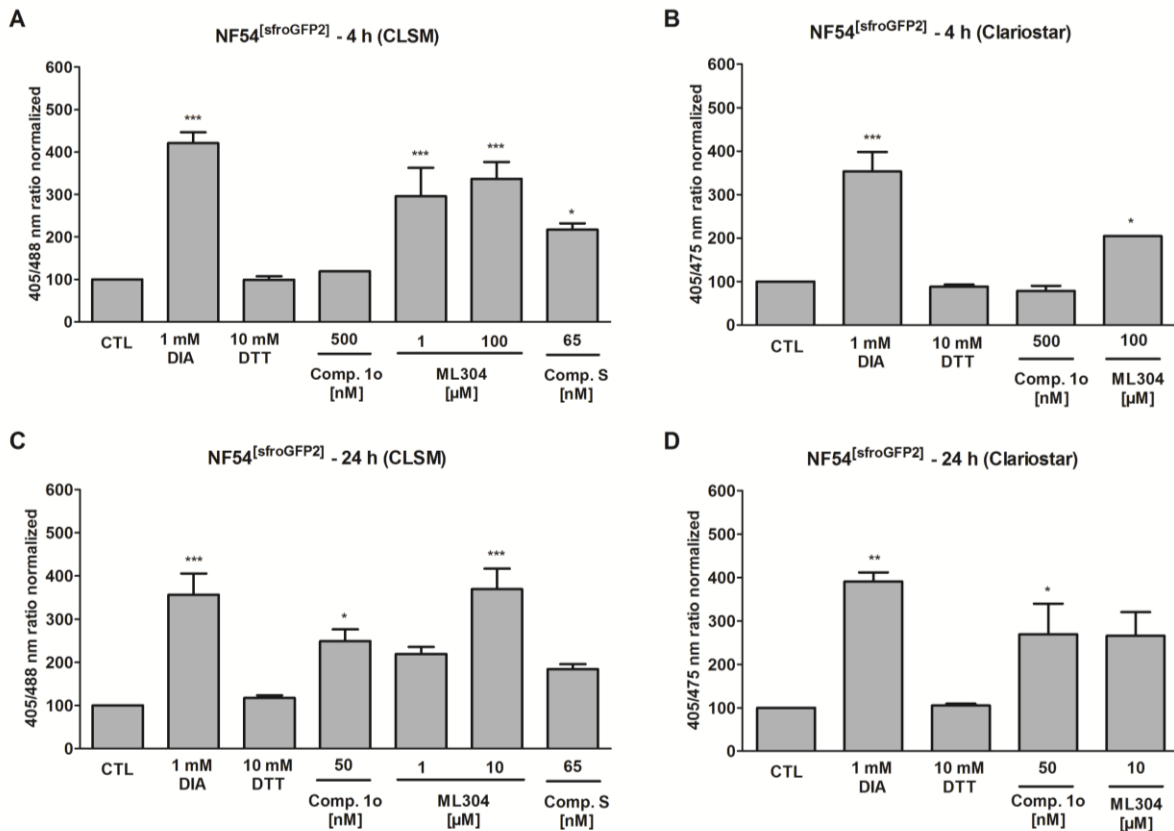 A
NF54[sfroGFP2] - 4 h (CLSM)
405/488 nm ratio normalized
600
500
400
300
200
100
0
***
***
***
*
CTL
1 mM
DIA
10 mM
DTT
500
Comp. 1o
[nM]
1
100
ML304
[µM]
65
Comp. S
[nM]
B
NF54[sfroGFP2] - 4 h (Clariostar)
405/475 nm ratio normalized
600
500
400
300
200
100
0
***
*
CTL
1 mM
DIA
10 mM
DTT
500
Comp. 1o
[nM]
100
ML304
[µM]
C
NF54[sfroGFP2] - 24 h (CLSM)
405/488 nm ratio normalized
600
500
400
300
200
100
0
***
*
***
CTL
1 mM
DIA
10 mM
DTT
50
Comp. 1o
[nM]
1
10
ML304
[µM]
65
Comp. S
[nM]
D
NF54[sfroGFP2] - 24 h (Clariostar)
405/475 nm ratio normalized
600
500
400
300
200
100
0
**
*
CTL
1 mM
DIA
10 mM
DTT
50
Comp. 1o
[nM]
10
ML304
[µM]